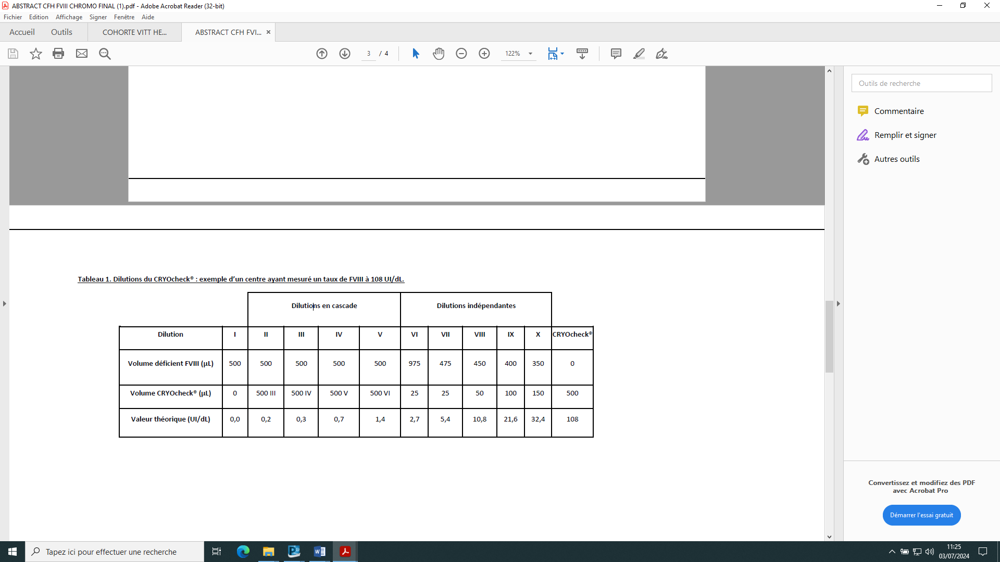 ABSTRACT CFH FVIII CHROMO FINAL (1).pdf - Adobe Acrobat Reader (32-bit)
Fichier Edition Affichage Signer Fenêtre Aide
Accueil Outils COHORTE VITT HE... ABSTRACT CFH FVI... ×
3 / 4 122%
Outils de recherche
Commentaire
Remplir et signer
Autres outils
Tableau 1. Dilutions du CRYOcheck® : exemple d'un centre ayant mesuré un taux de FVIII à 108 UI/dL.
Dilutions en cascade Dilutions indépendantes
Dilution I II III IV V VI VII VIII IX X CRYOcheck®
Volume déficient FVIII (µL) 500 500 500 500 500 975 475 450 400 350 0
Volume CRYOcheck® (µL) 0 500 III 500 IV 500 V 500 VI 25 25 50 100 150 500
Valeur théorique (UI/dL) 0,0 0,2 0,3 0,7 1,4 2,7 5,4 10,8 21,6 32,4 108
Convertissez et modifiez des PDF
avec Acrobat Pro
Démarrer l'essai gratuit
Tapez ici pour effectuer une recherche
11:25
03/07/2024